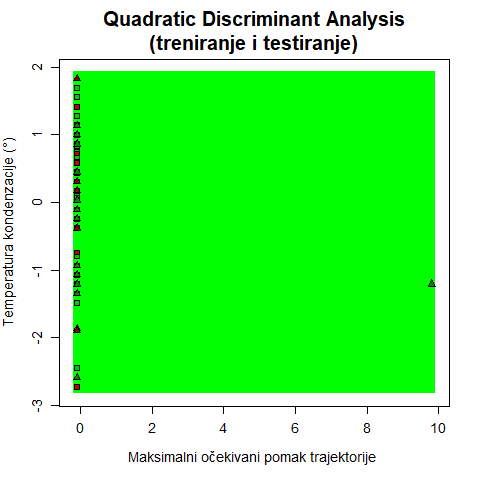 Quadratic Discriminant Analysis
(treniranje i testiranje)
Temperatura kondenzacije (°)
2
1
0
-1
-2
-3
0 2 4 6 8 10
Maksimalni očekivani pomak trajektorije